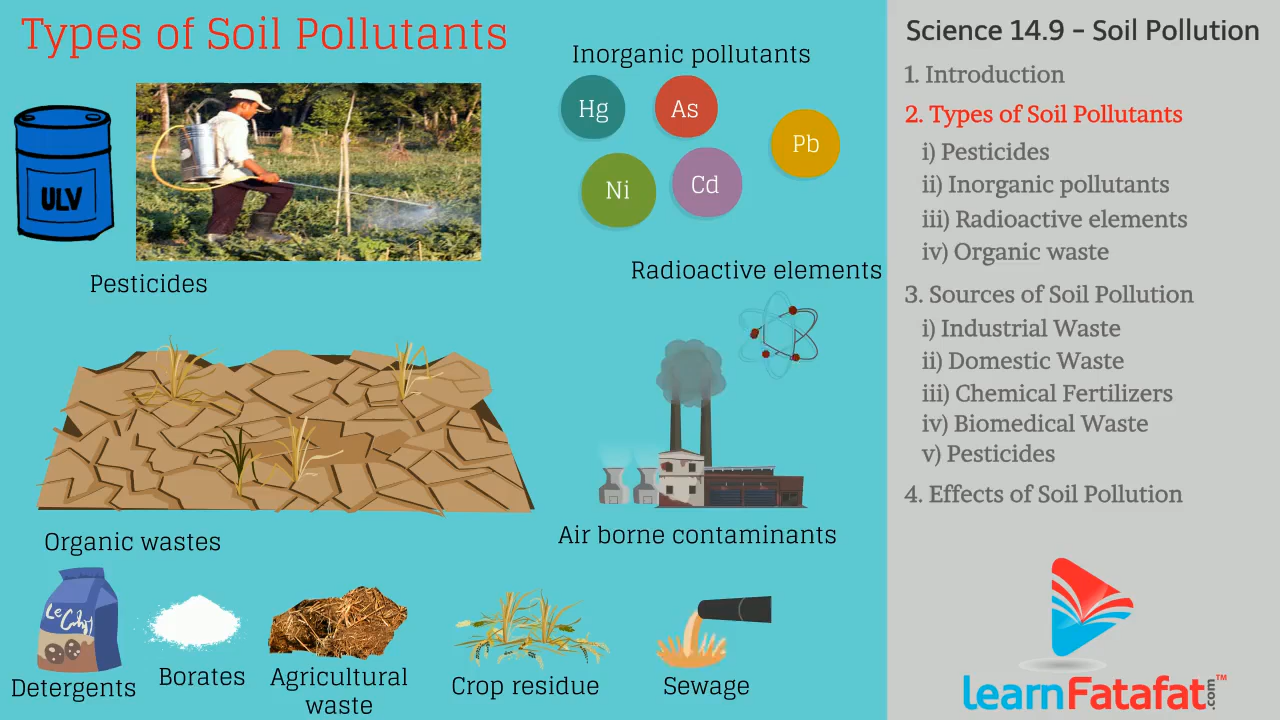 Types of Soil Pollutants
Inorganic pollutants
Hg
As
Pb
Ni
Cd
ULV
Pesticides
Radioactive elements
Air borne contaminants
Organic wastes
Detergents
Borates
Agricultural
waste
Crop residue
Sewage
Science 14.9 – Soil Pollution
1. Introduction
2. Types of Soil Pollutants
i) Pesticides
ii) Inorganic pollutants
iii) Radioactive elements
iv) Organic waste
3. Sources of Soil Pollution
i) Industrial Waste
ii) Domestic Waste
iii) Chemical Fertilizers
iv) Biomedical Waste
v) Pesticides
4. Effects of Soil Pollution
learnFatafat.com™